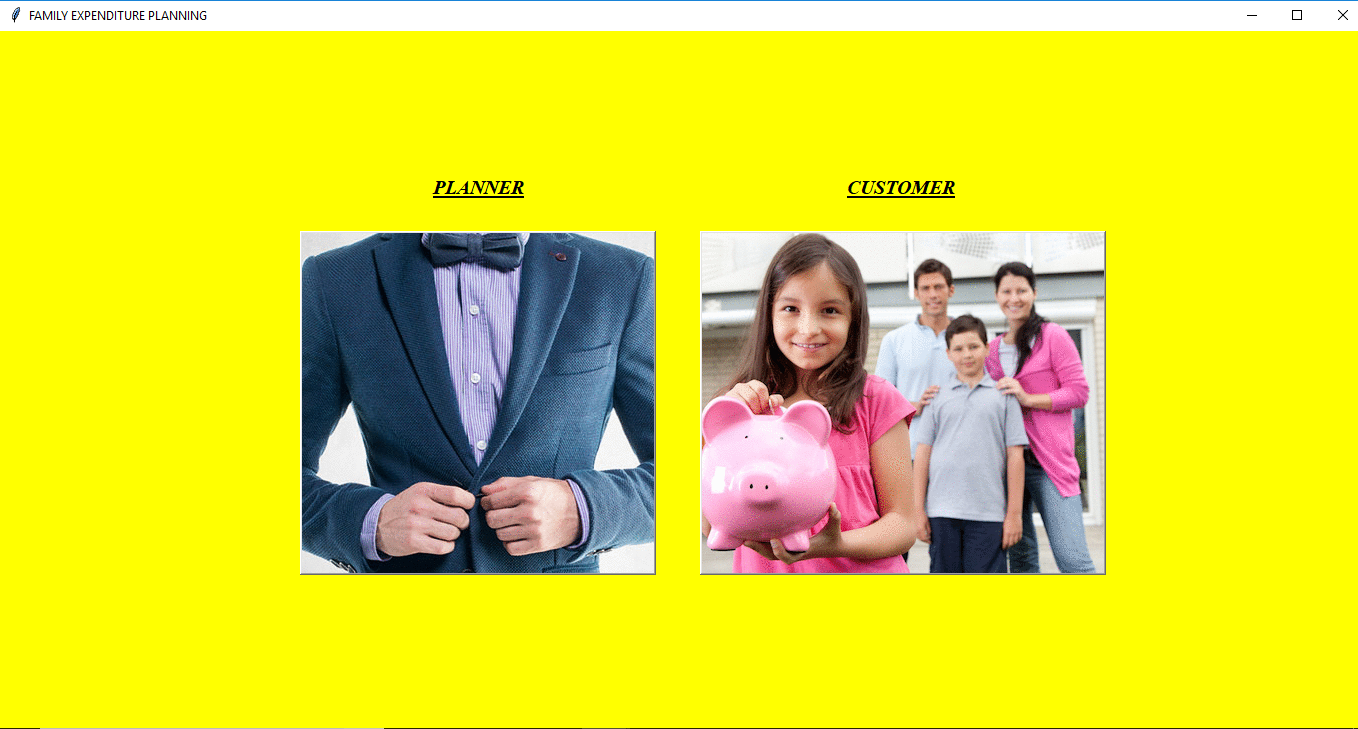 FAMILY EXPENDITURE PLANNING
PLANNER
CUSTOMER